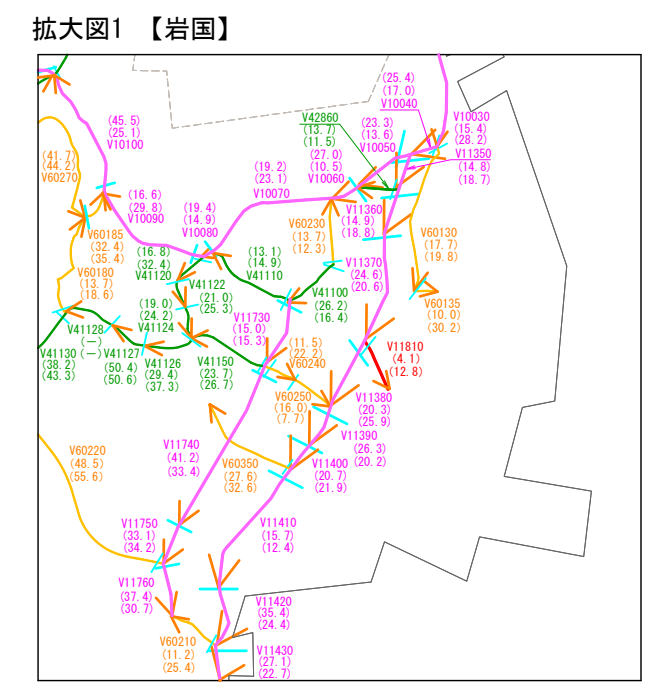 拡大図1 【岩国】
(25.4)
(17.0)
V10040
V42860
(13.7)
(11.5)
(23.3)
(13.6)
V10050
V10030
(15.4)
(28.2)
(45.5)
(25.1)
V10100
(27.0)
(10.5)
V10060
V11350
(14.8)
(18.7)
(41.7)
(44.2)
V60270
(19.2)
(23.1)
V10070
(16.6)
(29.8)
V10090
(19.4)
(14.9)
V10080
V11360
(14.9)
(18.8)
V60230
(13.7)
(12.3)
V60185
(32.4)
(35.4)
V60130
(17.7)
(19.8)
(16.8)
(32.4)
V41120
(13.1)
(14.9)
V41110
V11370
(24.6)
(20.6)
V60180
(13.7)
(18.6)
V41122
(21.0)
(25.3)
V41100
(26.2)
(16.4)
V60135
(10.0)
(30.2)
(19.0)
(24.2)
V41124
V11730
(15.0)
(15.3)
V41128
(—)
(—)
V41130
(38.2)
(43.3)
V41127
(50.4)
(50.6)
V41126
(29.4)
(37.3)
V41150
(23.7)
(26.7)
(11.5)
(22.2)
V60240
V11810
(4.1)
(12.8)
V60250
(16.0)
(7.7)
V11380
(20.3)
(25.9)
V11390
(26.3)
(20.2)
V11740
(41.2)
(33.4)
V60220
(48.5)
(55.6)
V60350
(27.6)
(32.6)
V11400
(20.7)
(21.9)
V11750
(33.1)
(34.2)
V11410
(15.7)
(12.4)
V11760
(37.4)
(30.7)
V11420
(35.4)
(24.4)
V60210
(11.2)
(25.4)
V11430
(27.1)
(22.7)